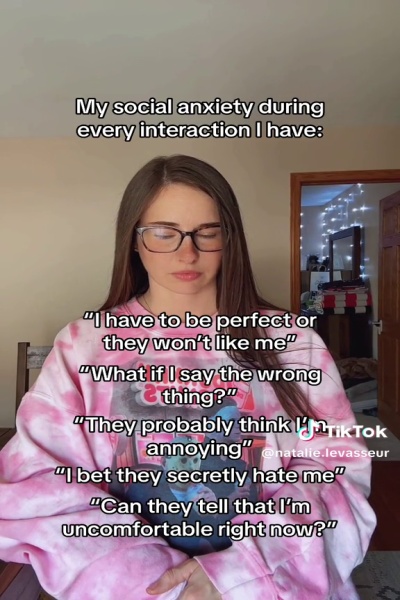 My social anxiety during
every interaction I have:
"I have to be perfect or
they won't like me"
"What if I say the wrong
thing?"
"They probably think I'm
annoying"
TikTok
@natalie.levasseur
"I bet they secretly hate me"
"Can they tell that I'm
uncomfortable right now?"